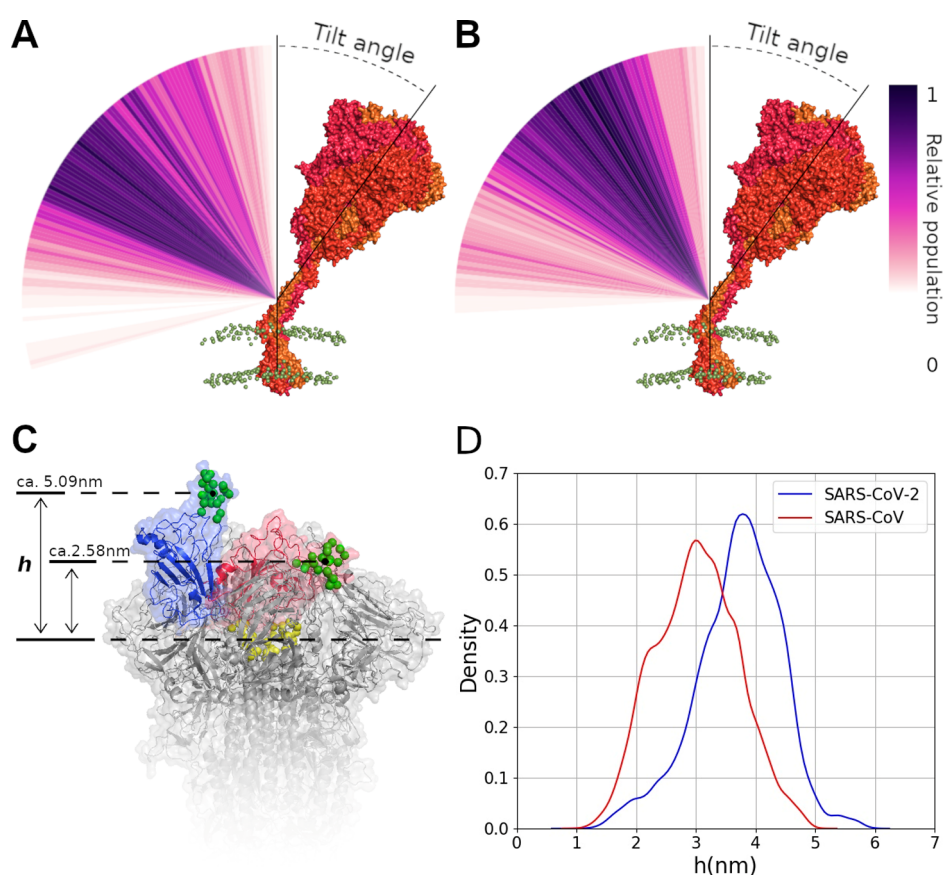 A
Tilt angle
B
Tilt angle
1
Relative population
0
C
ca. 5.09nm
h
ca.2.58nm
D
0.7
0.6
0.5
0.4
0.3
0.2
0.1
0.0
Density
SARS-CoV-2
SARS-CoV
0 1 2 3 4 5 6 7
h(nm)